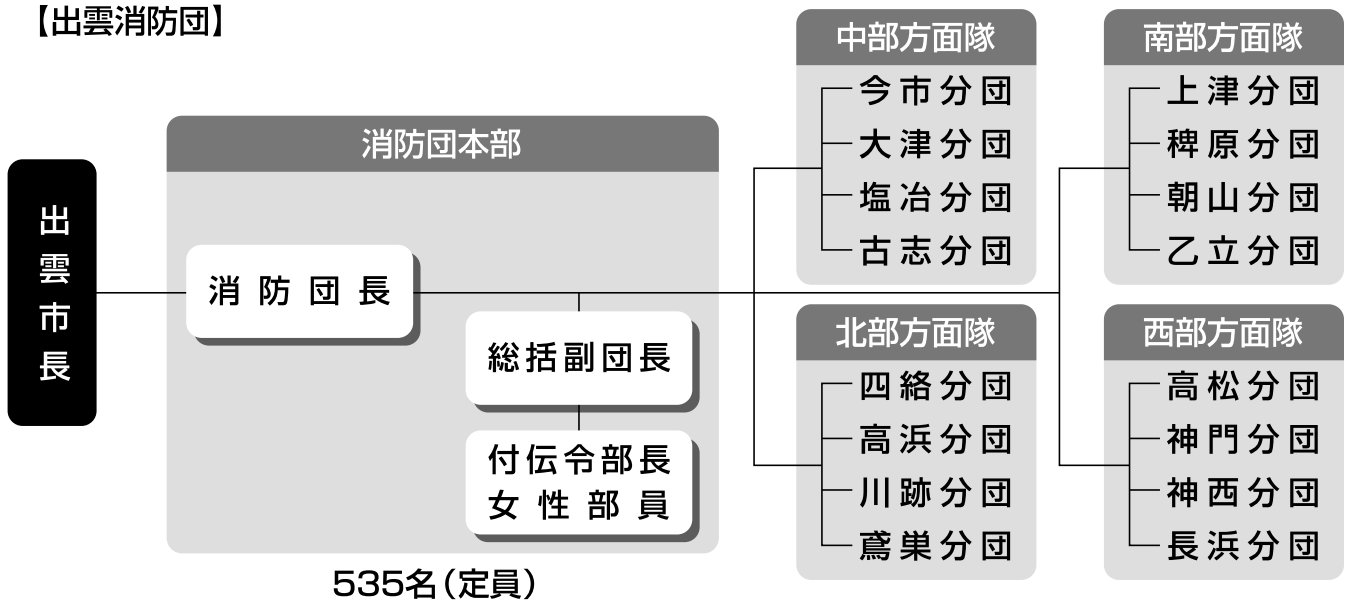 【出雲消防団】
出雲市長
消防団本部
消防団長
総括副団長
付伝令部長
女性部員
535名(定員)
中部方面隊
今市分団
大津分団
塩冶分団
古志分団
北部方面隊
四絡分団
高浜分団
川跡分団
鳶巣分団
南部方面隊
上津分団
稗原分団
朝山分団
乙立分団
西部方面隊
高松分団
神門分団
神西分団
長浜分団